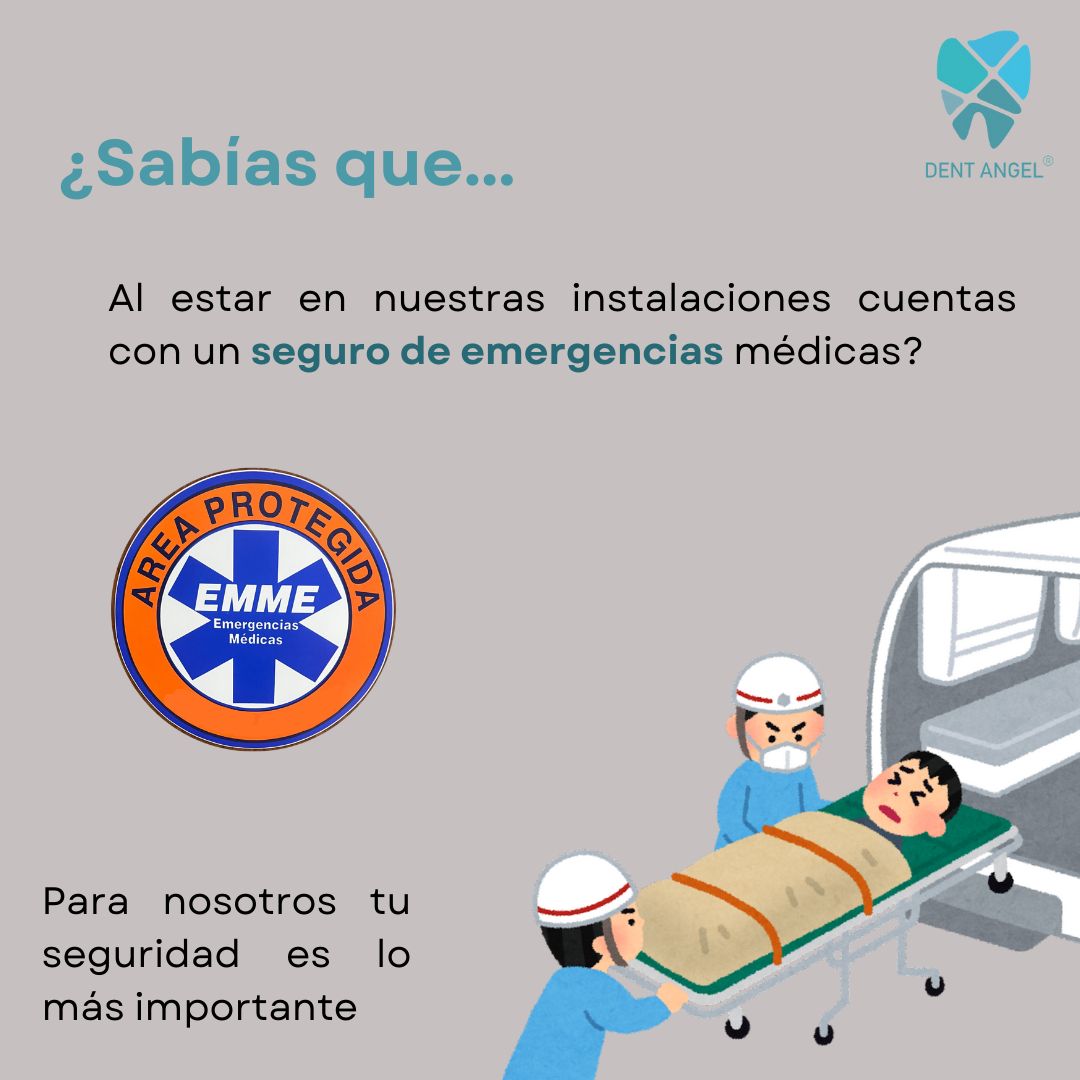 DENT ANGEL®
¿Sabías que...
Al estar en nuestras instalaciones cuentas
con un seguro de emergencias médicas?
AREA PROTEGIDA
EMME
Emergencias
Médicas
Para nosotros tu
seguridad es lo
más importante